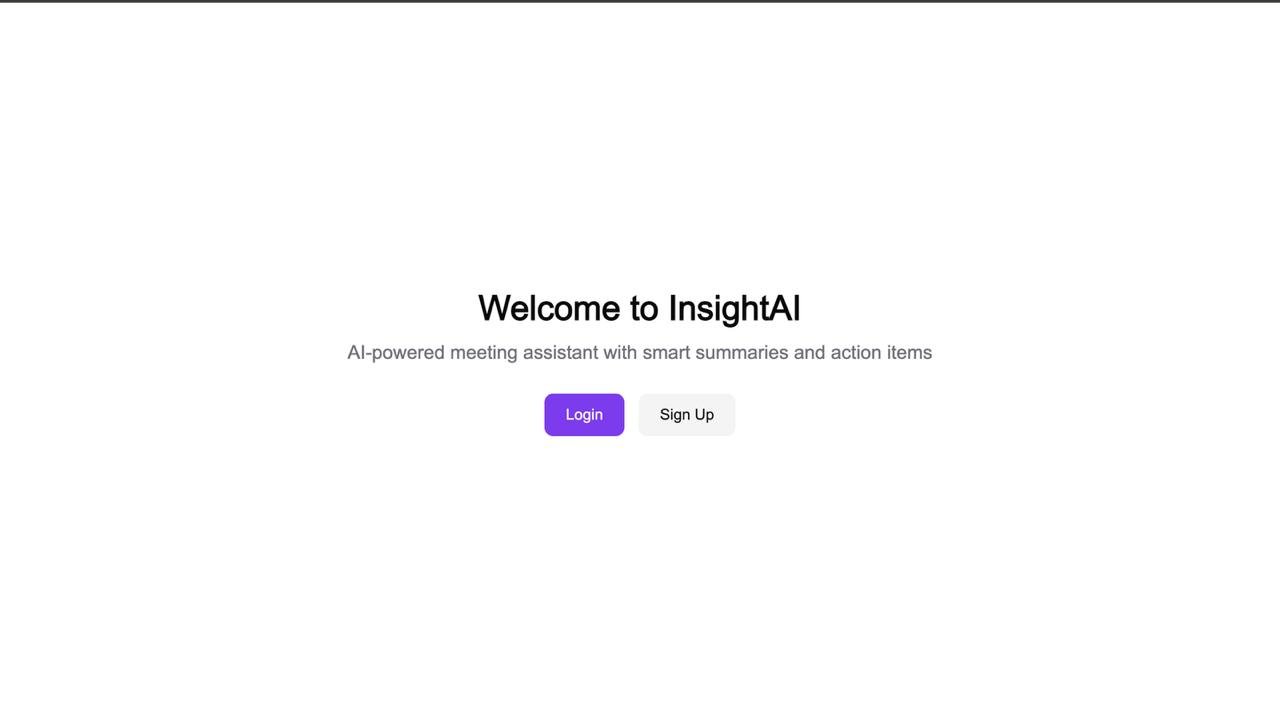 Welcome to InsightAI
AI-powered meeting assistant with smart summaries and action items
Login
Sign Up